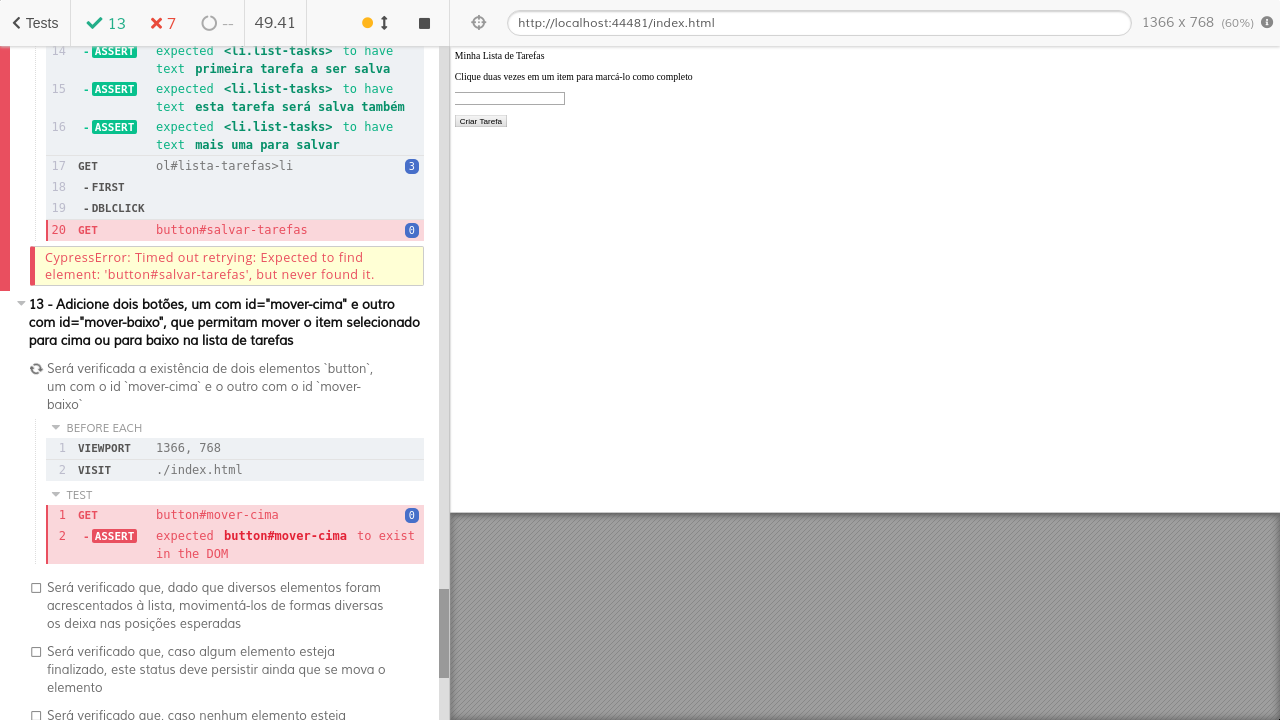 Tests 13 7 -- 49.41
http://localhost:44481/index.html 1366 x 768 (60%)
14 - ASSERT expected <li.list-tasks> to have
text primeira tarefa a ser salva
15 - ASSERT expected <li.list-tasks> to have
text esta tarefa será salva também
16 - ASSERT expected <li.list-tasks> to have
text mais uma para salvar
17 GET ol#lista-tarefas>li 3
18 - FIRST
19 - DBLCLICK
20 GET button#salvar-tarefas 0
CypressError: Timed out retrying: Expected to find
element: 'button#salvar-tarefas', but never found it.
13 - Adicione dois botões, um com id="mover-cima" e outro
com id="mover-baixo", que permitam mover o item selecionado
para cima ou para baixo na lista de tarefas
Será verificada a existência de dois elementos `button`,
um com o id `mover-cima` e o outro com o id `mover-
baixo`
BEFORE EACH
1 VIEWPORT 1366, 768
2 VISIT ./index.html
TEST
1 GET button#mover-cima 0
2 - ASSERT expected button#mover-cima to exist
in the DOM
Será verificado que, dado que diversos elementos foram
acrescentados à lista, movimentá-los de formas diversas
os deixa nas posições esperadas
Será verificado que, caso algum elemento esteja
finalizado, este status deve persistir ainda que se mova o
elemento
Será verificado que, caso nenhum elemento esteja
Minha Lista de Tarefas
Clique duas vezes em um item para marcá-lo como completo
Criar Tarefa